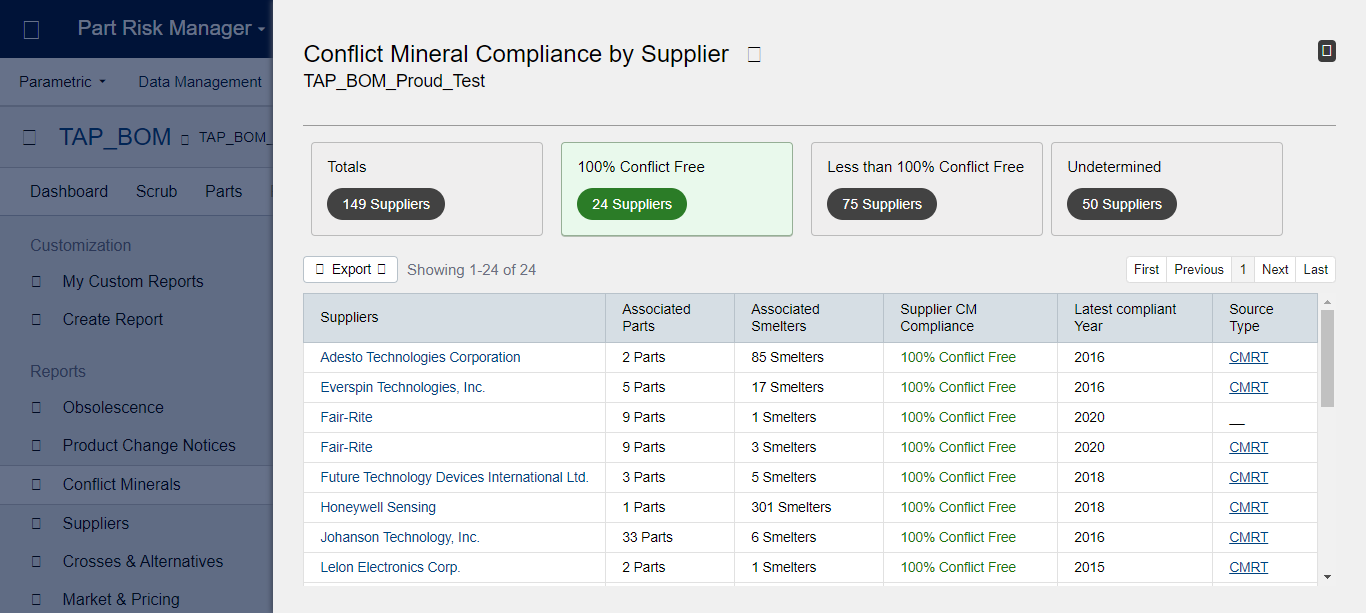 Part Risk Manager
Parametric Data Management
TAP_BOM TAP_BOM_
Dashboard Scrub Parts
Customization
My Custom Reports
Create Report
Reports
Obsolescence
Product Change Notices
Conflict Minerals
Suppliers
Crosses & Alternatives
Market & Pricing
Conflict Mineral Compliance by Supplier
TAP_BOM_Proud_Test
Totals
149 Suppliers
100% Conflict Free
24 Suppliers
Less than 100% Conflict Free
75 Suppliers
Undetermined
50 Suppliers
Export Showing 1-24 of 24
First Previous 1 Next Last
Suppliers Associated Parts Associated Smelters Supplier CM Compliance Latest compliant Year Source Type
Adesto Technologies Corporation 2 Parts 85 Smelters 100% Conflict Free 2016 CMRT
Everspin Technologies, Inc. 5 Parts 17 Smelters 100% Conflict Free 2016 CMRT
Fair-Rite 9 Parts 1 Smelters 100% Conflict Free 2020 __
Fair-Rite 9 Parts 3 Smelters 100% Conflict Free 2020 CMRT
Future Technology Devices International Ltd. 3 Parts 5 Smelters 100% Conflict Free 2018 CMRT
Honeywell Sensing 1 Parts 301 Smelters 100% Conflict Free 2018 CMRT
Johanson Technology, Inc. 33 Parts 6 Smelters 100% Conflict Free 2016 CMRT
Lelon Electronics Corp. 2 Parts 1 Smelters 100% Conflict Free 2015 CMRT